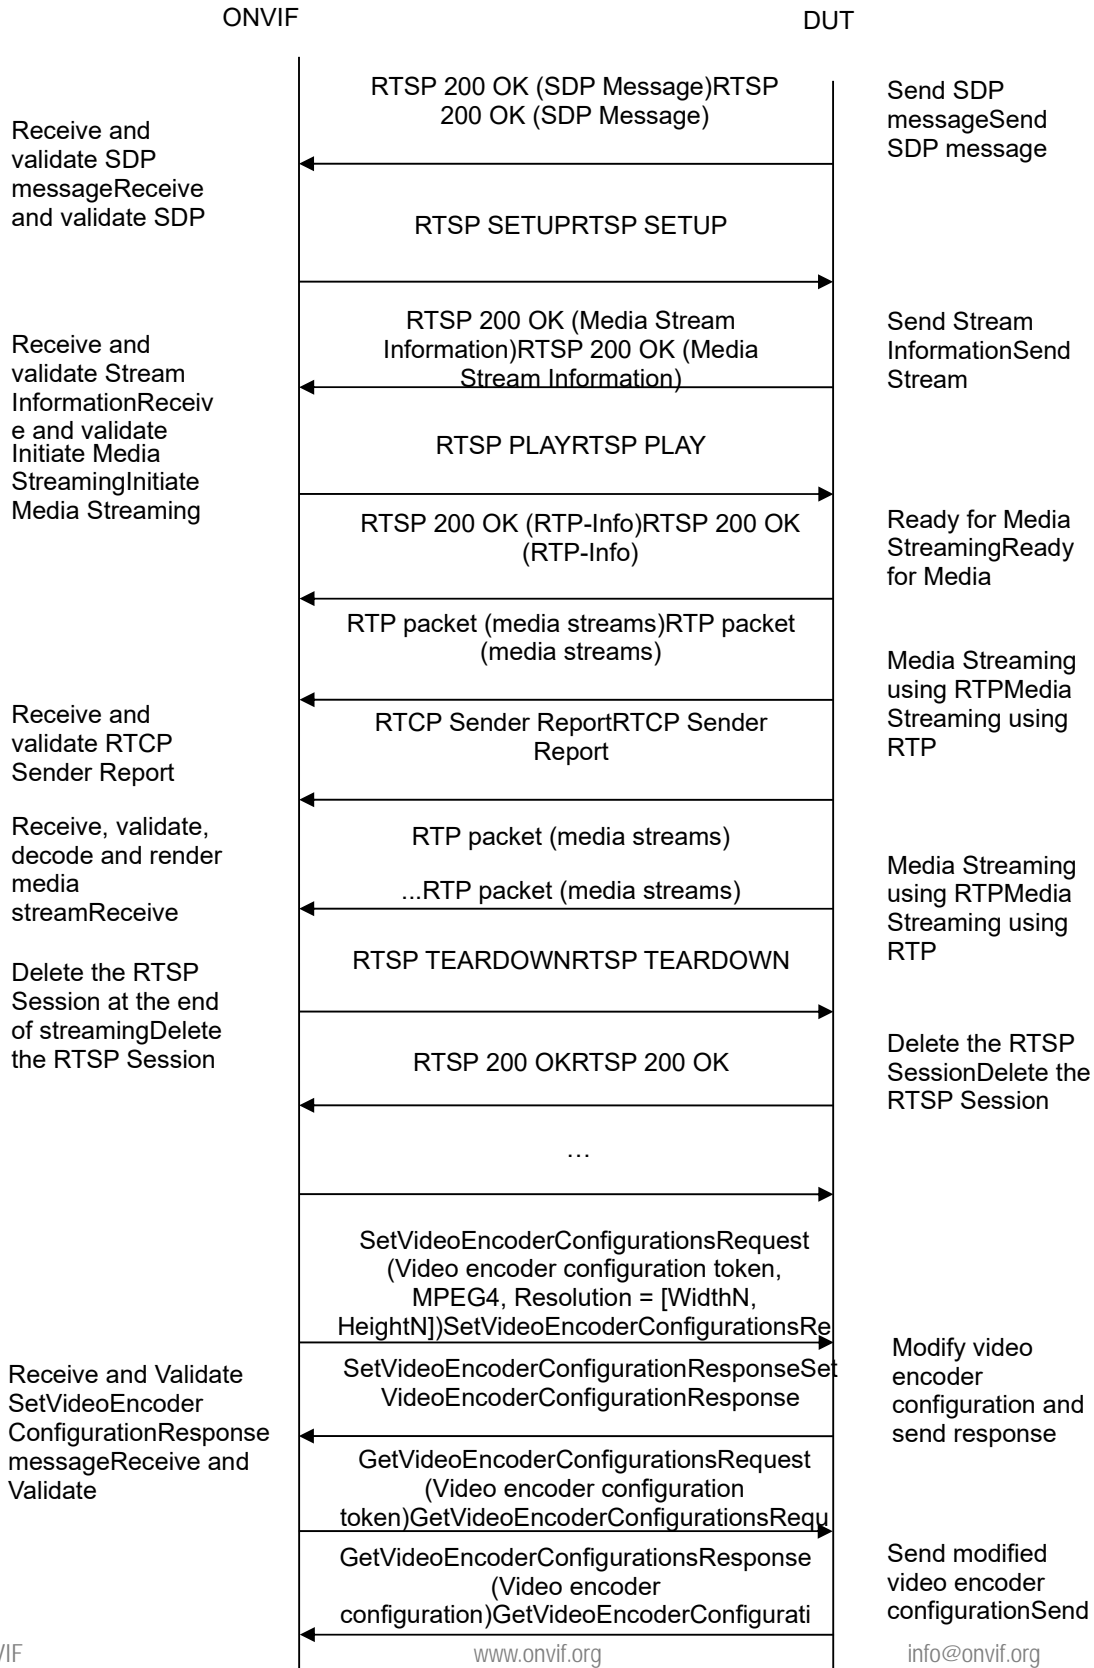 ONVIF
DUT
RTSP 200 OK (SDP Message)RTSP
200 OK (SDP Message)
Send SDP
messageSend
SDP message
Receive and
validate SDP
messageReceive
and validate SDP
RTSP SETUPRTSP SETUP
RTSP 200 OK (Media Stream
Information)RTSP 200 OK (Media
Stream Information)
Send Stream
InformationSend
Stream
Receive and
validate Stream
InformationReceiv
e and validate
Initiate Media
StreamingInitiate
Media Streaming
RTSP PLAYRTSP PLAY
RTSP 200 OK (RTP-Info)RTSP 200 OK
(RTP-Info)
Ready for Media
StreamingReady
for Media
RTP packet (media streams)RTP packet
(media streams)
Media Streaming
using RTPMedia
Streaming using
RTP
Receive and
validate RTCP
Sender Report
RTCP Sender ReportRTCP Sender
Report
Receive, validate,
decode and render
media
streamReceive
RTP packet (media streams)
...RTP packet (media streams)
Media Streaming
using RTPMedia
Streaming using
RTP
RTSP TEARDOWNRTSP TEARDOWN
Delete the RTSP
Session at the end
of streamingDelete
the RTSP Session
RTSP 200 OKRTSP 200 OK
Delete the RTSP
SessionDelete the
RTSP Session
…
SetVideoEncoderConfigurationsRequest
(Video encoder configuration token,
MPEG4, Resolution = [WidthN,
HeightN])SetVideoEncoderConfigurationsRe
Modify video
encoder
configuration and
send response
Receive and Validate
SetVideoEncoder
ConfigurationResponse
messageReceive and
Validate
SetVideoEncoderConfigurationResponseSet
VideoEncoderConfigurationResponse
GetVideoEncoderConfigurationsRequest
(Video encoder configuration
token)GetVideoEncoderConfigurationsRequ
GetVideoEncoderConfigurationsResponse
(Video encoder
configuration)GetVideoEncoderConfigurati
Send modified
video encoder
configurationSend
VIF
www.onvif.org
info@onvif.org